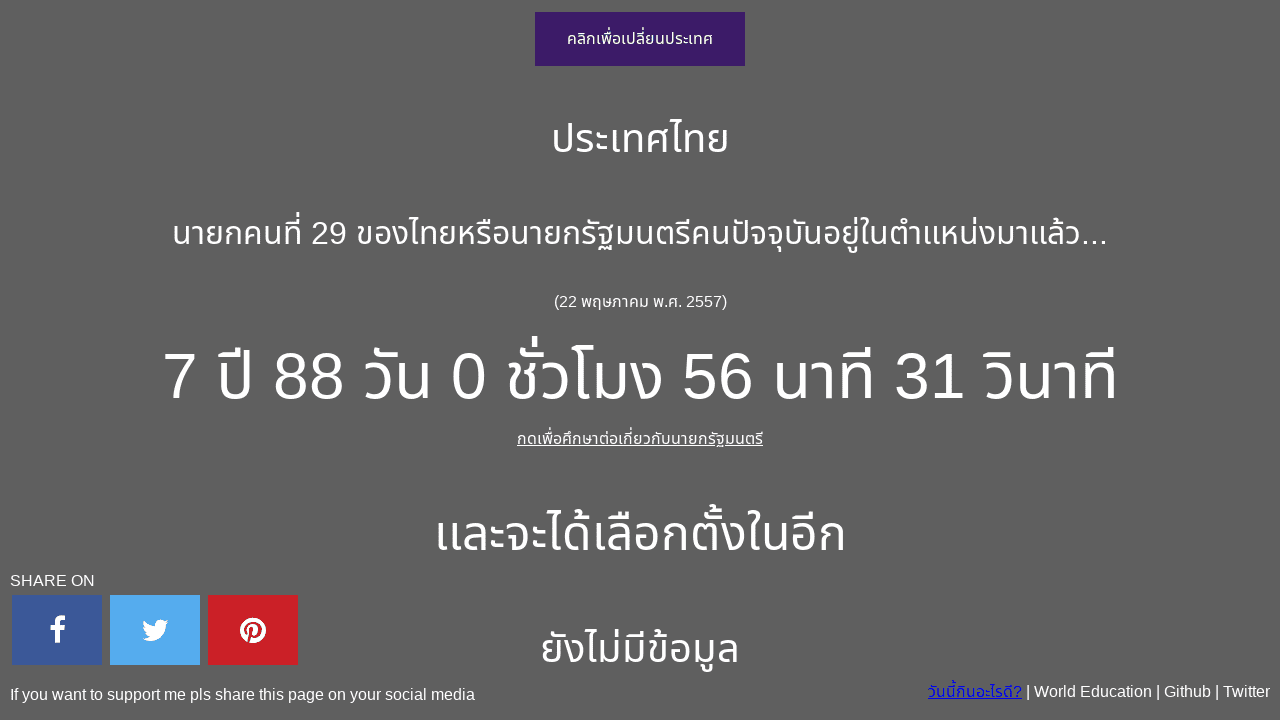 คลิกเพื่อเปลี่ยนประเทศ
ประเทศไทย
นายกคนที่ 29 ของไทยหรือนายกรัฐมนตรีคนปัจจุบันอยู่ในตำแหน่งมาแล้ว...
(22 พฤษภาคม พ.ศ. 2557)
7 ปี 88 วัน 0 ชั่วโมง 56 นาที 31 วินาที
กดเพื่อศึกษาต่อเกี่ยวกับนายกรัฐมนตรี
และจะได้เลือกตั้งในอีก
ยังไม่มีข้อมูล
SHARE ON
If you want to support me pls share this page on your social media
วันนี้กินอะไรดี? | World Education | Github | Twitter